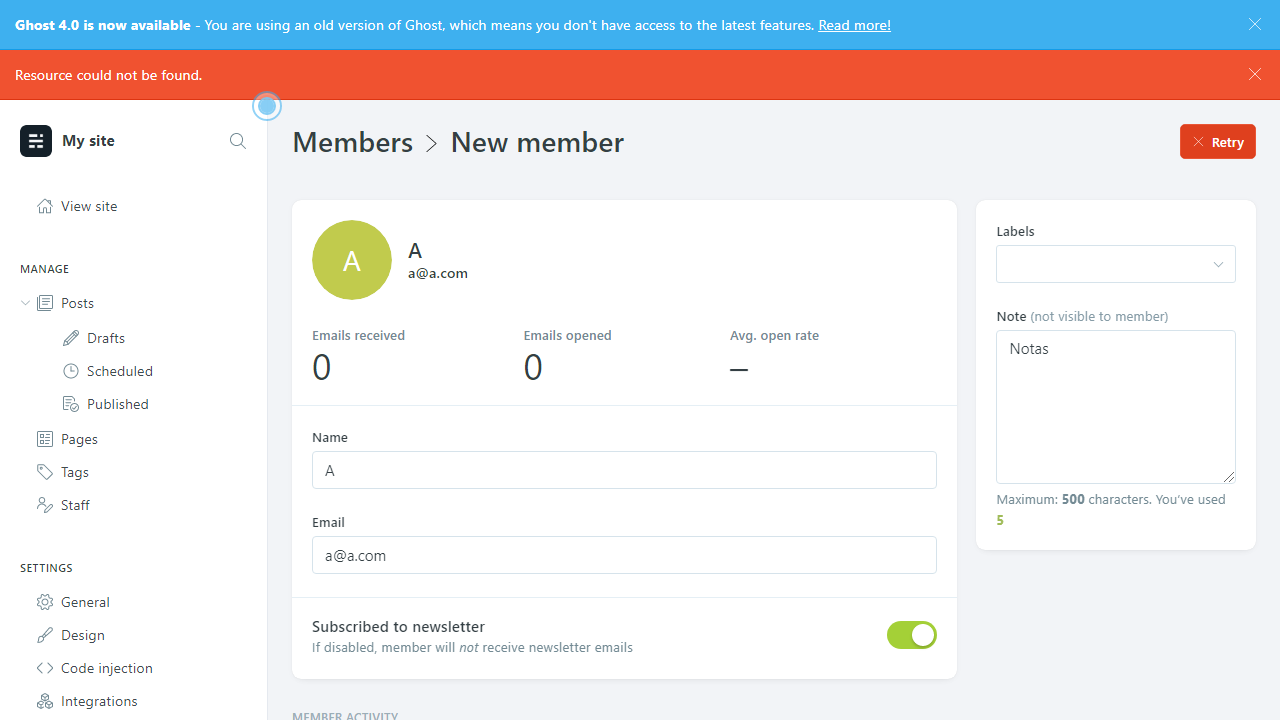 Ghost 4.0 is now available - You are using an old version of Ghost, which means you don't have access to the latest features. Read more!
Resource could not be found.
My site
View site
MANAGE
Posts
Drafts
Scheduled
Published
Pages
Tags
Staff
SETTINGS
General
Design
Code injection
Integrations
Members > New member
Retry
A
A
a@a.com
Emails received
0
Emails opened
0
Avg. open rate
–
Name
A
Email
a@a.com
Subscribed to newsletter
If disabled, member will not receive newsletter emails
MEMBER ACTIVITY
Labels
Note (not visible to member)
Notas
Maximum: 500 characters. You’ve used
5